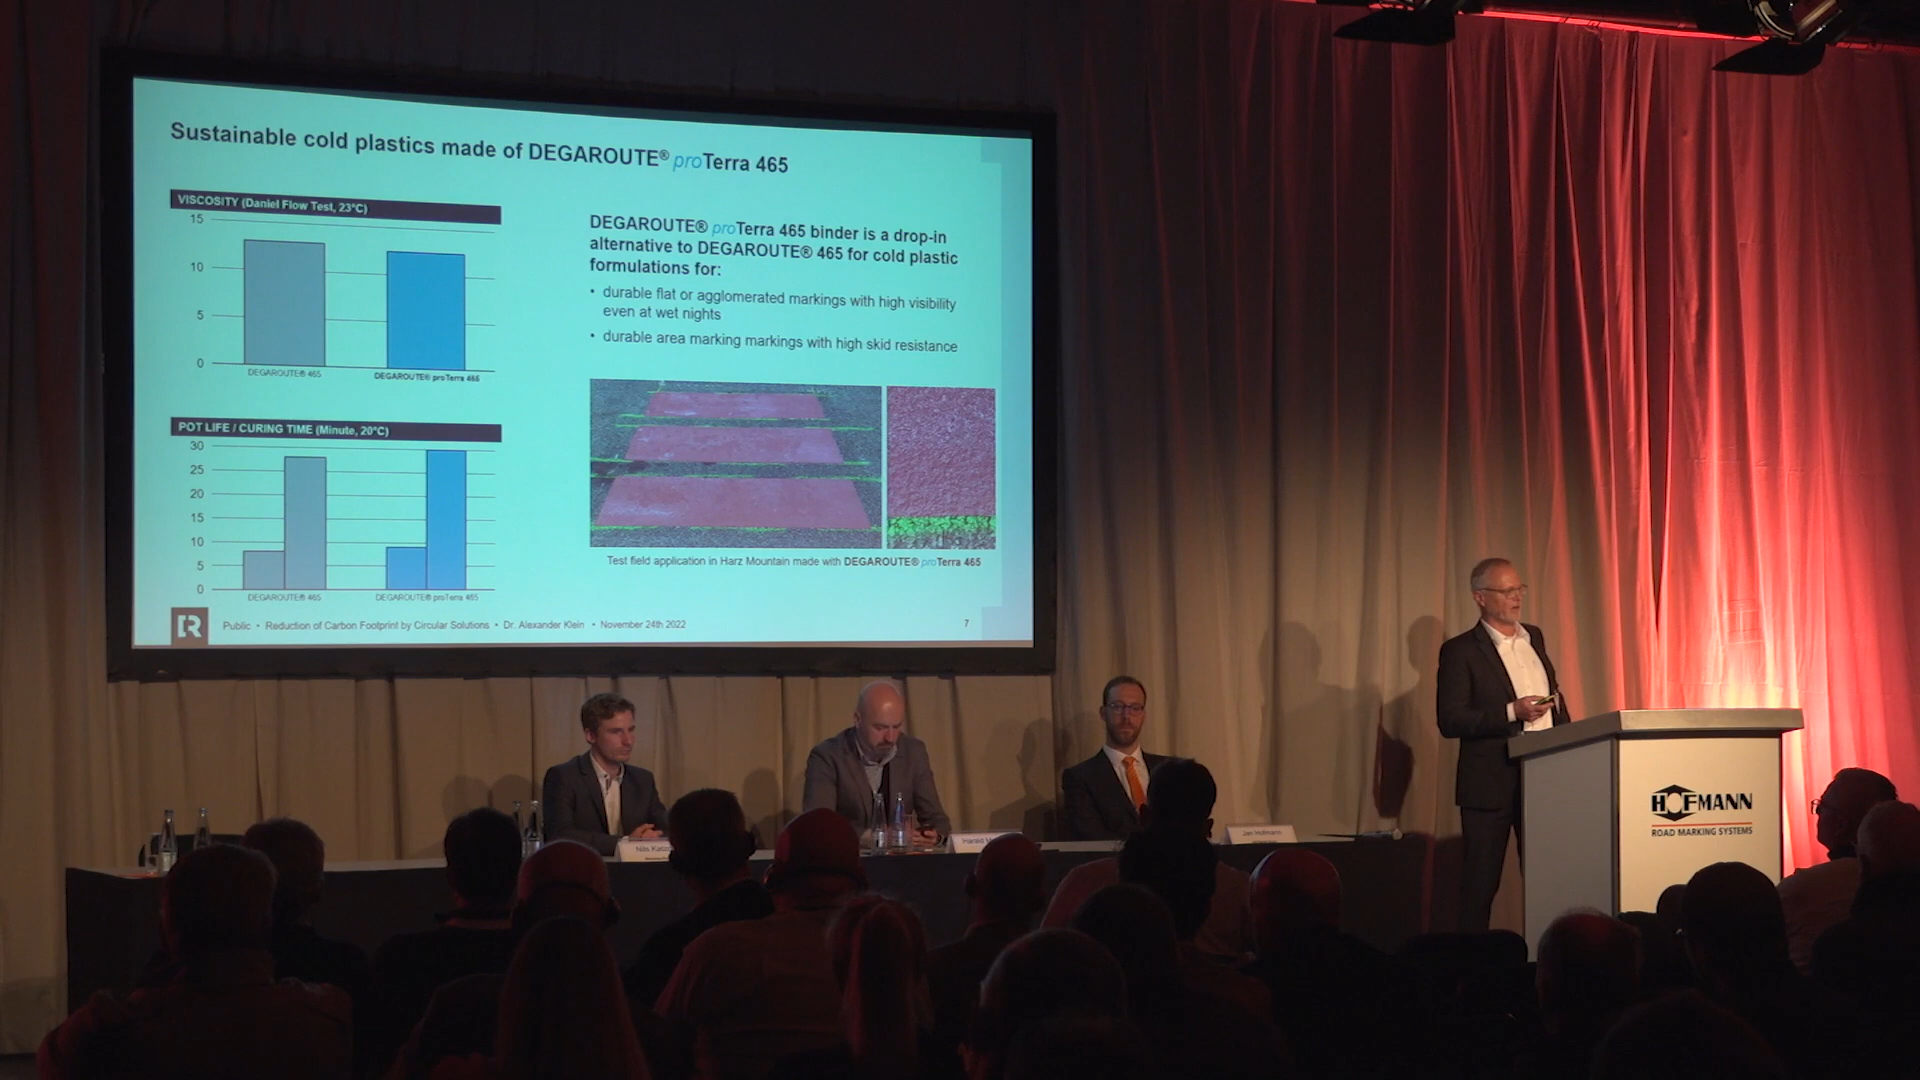 Sustainable cold plastics made of DEGAROUTE® proTerra 465
VISCOSITY (Daniel Flow Test, 23°C)
15
10
5
0
DEGAROUTE® 465
DEGAROUTE® proTerra 465
POT LIFE / CURING TIME (Minute, 20°C)
30
25
20
15
10
5
0
DEGAROUTE® 465
DEGAROUTE® proTerra 465
DEGAROUTE® proTerra 465 binder is a drop-in
alternative to DEGAROUTE® 465 for cold plastic
formulations for:
• durable flat or agglomerated markings with high visibility
even at wet nights
• durable area marking markings with high skid resistance
Test field application in Harz Mountain made with DEGAROUTE® proTerra 465
R
Public • Reduction of Carbon Footprint by Circular Solutions • Dr. Alexander Klein • November 24th 2022
7
Nils
Harald
Jan Hofmann
HOFMANN
ROAD MARKING SYSTEMS